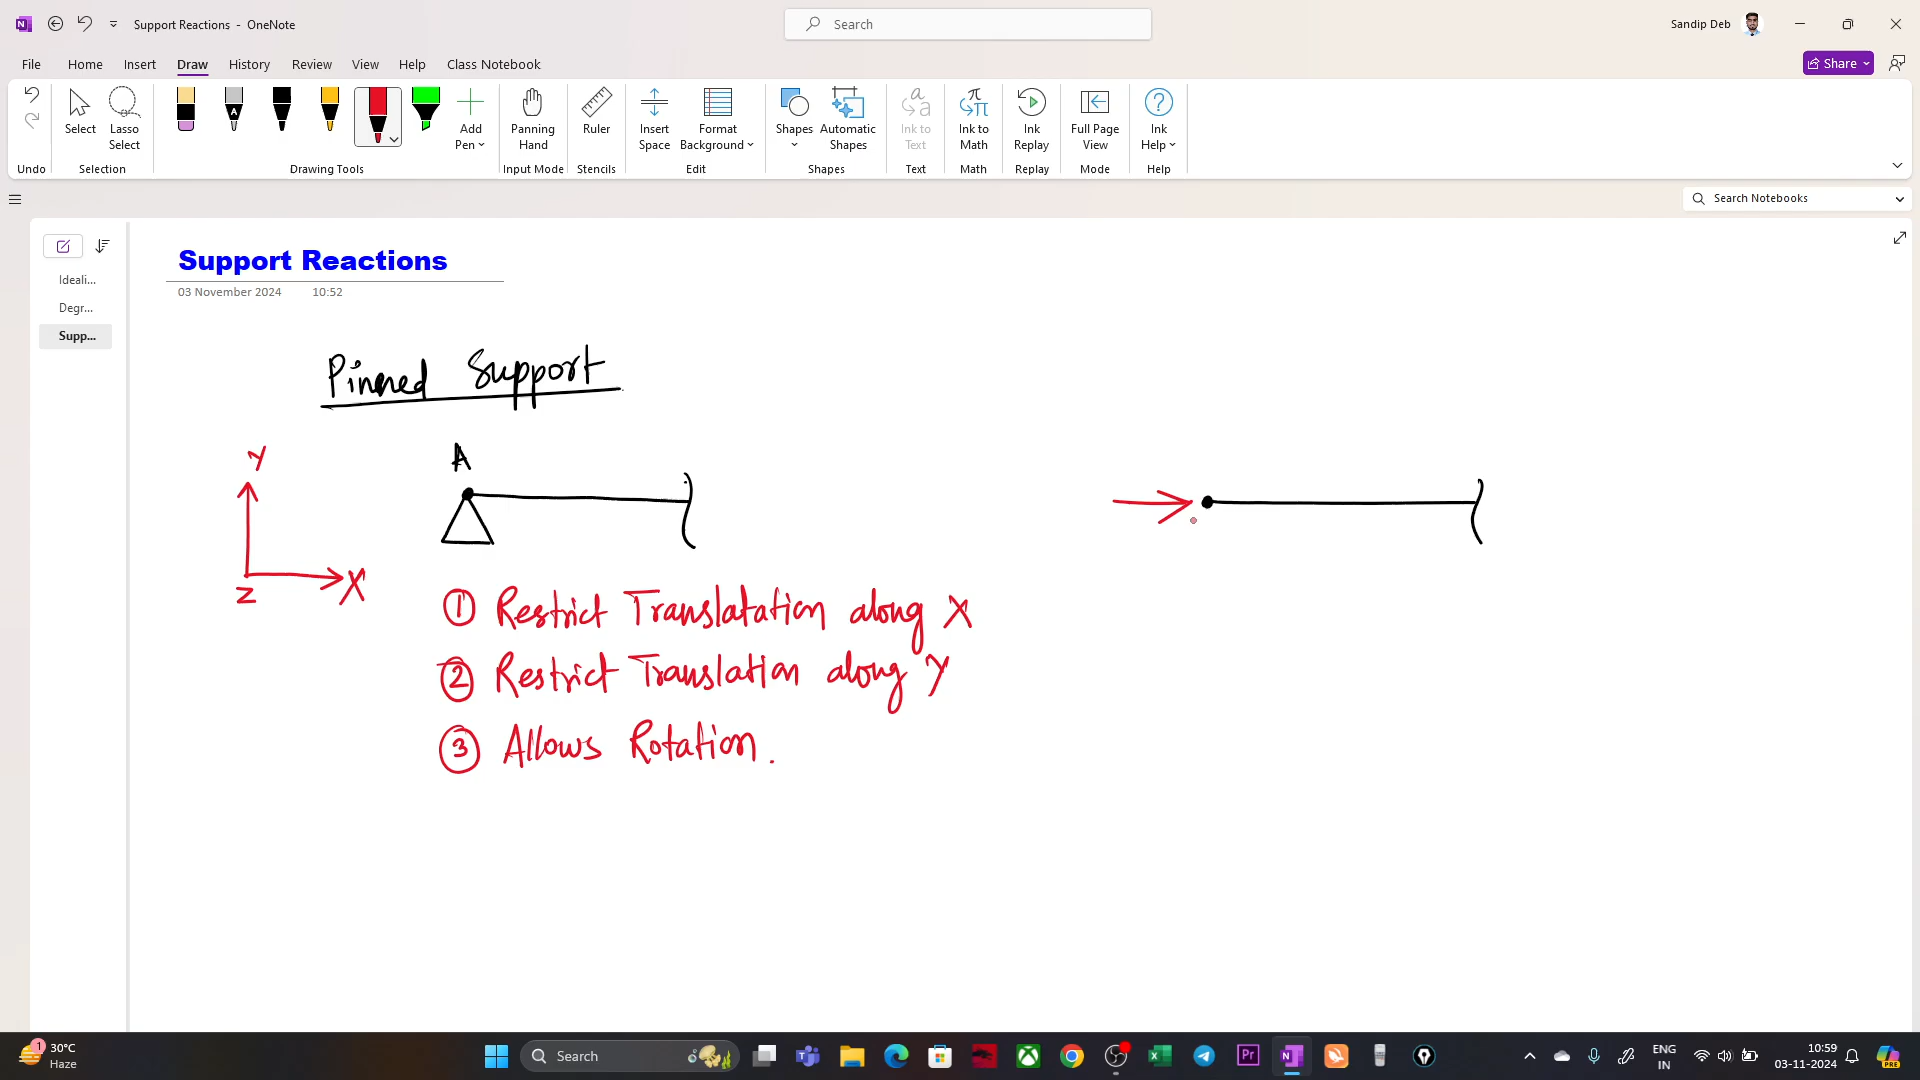 Support Reactions - OneNote
Search
Sandip Deb
File Home Insert Draw History Review View Help Class Notebook
Share
Select
Lasso Select
Add Pen
Panning Hand
Ruler
Insert Space
Format Background
Shapes
Automatic Shapes
Ink to Text
Ink to Math
Ink Replay
Full Page View
Ink Help
Undo Selection Drawing Tools Input Mode Stencils Edit Shapes Text Math Replay Mode Help
Search Notebooks
Ideali...
Degr...
Supp...
Support Reactions
03 November 2024 10:52
Pinned Support
Y
A
X
Z
① Restrict Translatation along X
② Restrict Translation along Y
③ Allows Rotation.
1
30°C
Haze
Search
ENG
IN
10:59
03-11-2024